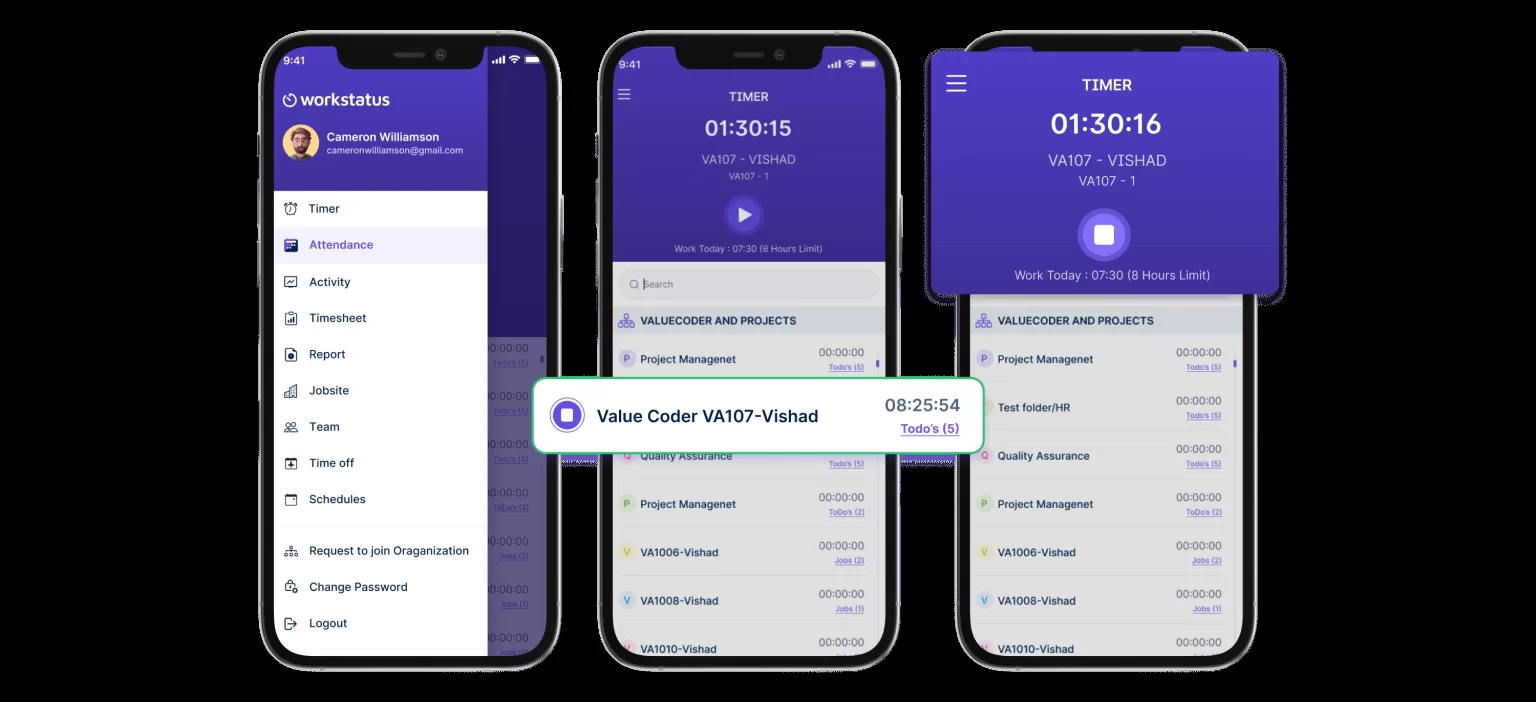 9:41
workstatus
Cameron Williamson
cameronwilliamson@gmail.com
Timer
Attendance
Activity
Timesheet
Report
Jobsite
Team
Time off
Schedules
Request to join Oraganization
Change Password
Logout
00:00:00
Todo's (5)
00:00:00
Todo's (5)
00:00:00
Todo's (5)
00:00:00
ToDo's (2)
00:00:00
Jobs (2)
00:00:00
Jobs (1)
00:00:00
9:41
TIMER
01:30:15
VA107 - VISHAD
VA107 - 1
Work Today : 07:30 (8 Hours Limit)
Search
VALUECODER AND PROJECTS
P Project Managenet 00:00:00
Todo's (5)
Value Coder VA107-Vishad 08:25:54
Todo's (5)
Q Quality Assurance
Todo's (5)
P Project Managenet 00:00:00
ToDo's (2)
V VA1006-Vishad 00:00:00
Jobs (2)
V VA1008-Vishad 00:00:00
Jobs (1)
V VA1010-Vishad 00:00:00
TIMER
01:30:16
VA107 - VISHAD
VA107 - 1
Work Today : 07:30 (8 Hours Limit)
VALUECODER AND PROJECTS
P Project Managenet 00:00:00
Todo's (5)
Test folder/HR 00:00:00
Todo's (5)
Q Quality Assurance 00:00:00
Todo's (5)
P Project Managenet 00:00:00
ToDo's (2)
V VA1006-Vishad 00:00:00
Jobs (2)
V VA1008-Vishad 00:00:00
Jobs (1)
V VA1010-Vishad 00:00:00